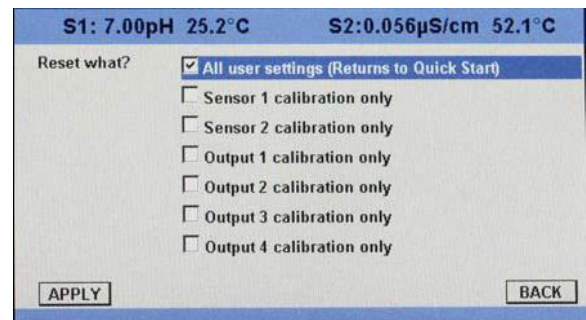 S1: 7.00pH 25.2°C S2:0.056µS/cm 52.1°C
Reset what? All user settings (Returns to Quick Start)
Sensor 1 calibration only
Sensor 2 calibration only
Output 1 calibration only
Output 2 calibration only
Output 3 calibration only
Output 4 calibration only
APPLY BACK